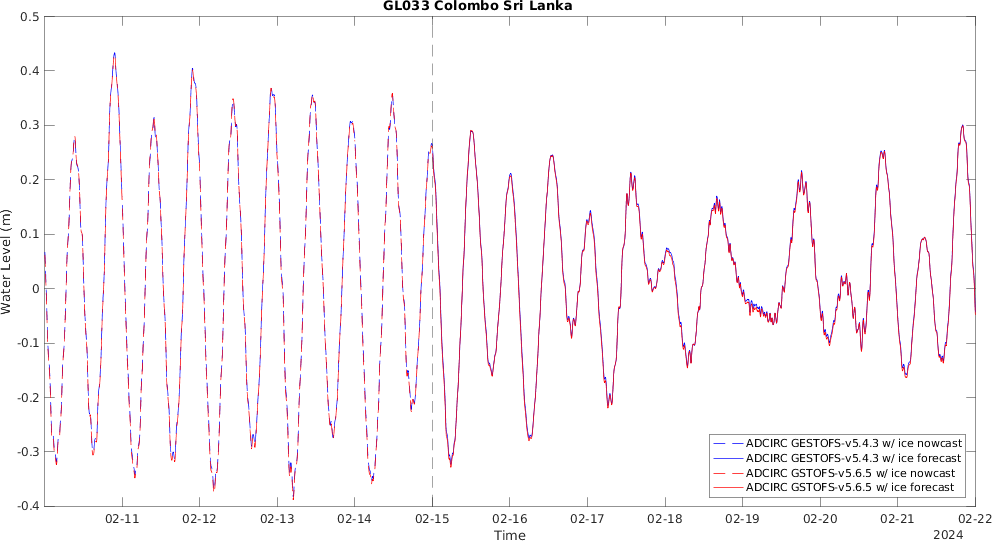 GL033 Colombo Sri Lanka
0.5
0.4
0.3
0.2
0.1
0
-0.1
-0.2
-0.3
-0.4
Water Level (m)
ADCIRC GESTOFS-v5.4.3 w/ ice nowcast
ADCIRC GESTOFS-v5.4.3 w/ ice forecast
ADCIRC GSTOFS-v5.6.5 w/ ice nowcast
ADCIRC GSTOFS-v5.6.5 w/ ice forecast
02-11 02-12 02-13 02-14 02-15 02-16 02-17 02-18 02-19 02-20 02-21 02-22
Time
2024